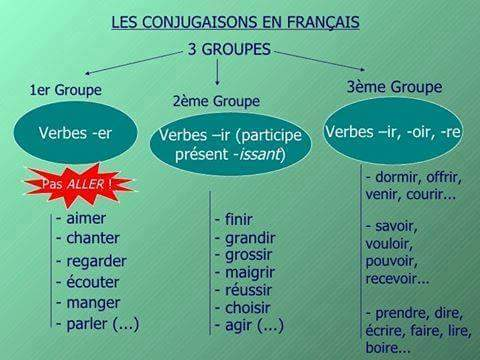 LES CONJUGAISONS EN FRANÇAIS
3 GROUPES
1er Groupe
Verbes -er
Pas ALLER !
- aimer
- chanter
- regarder
- écouter
- manger
- parler (...)
2ème Groupe
Verbes –ir (participe
présent -issant)
- finir
- grandir
- grossir
- maigrir
- réussir
- choisir
- agir (...)
3ème Groupe
Verbes –ir, -oir, -re
- dormir, offrir,
venir, courir...
- savoir,
vouloir,
pouvoir,
recevoir...
- prendre, dire,
écrire, faire, lire,
boire...